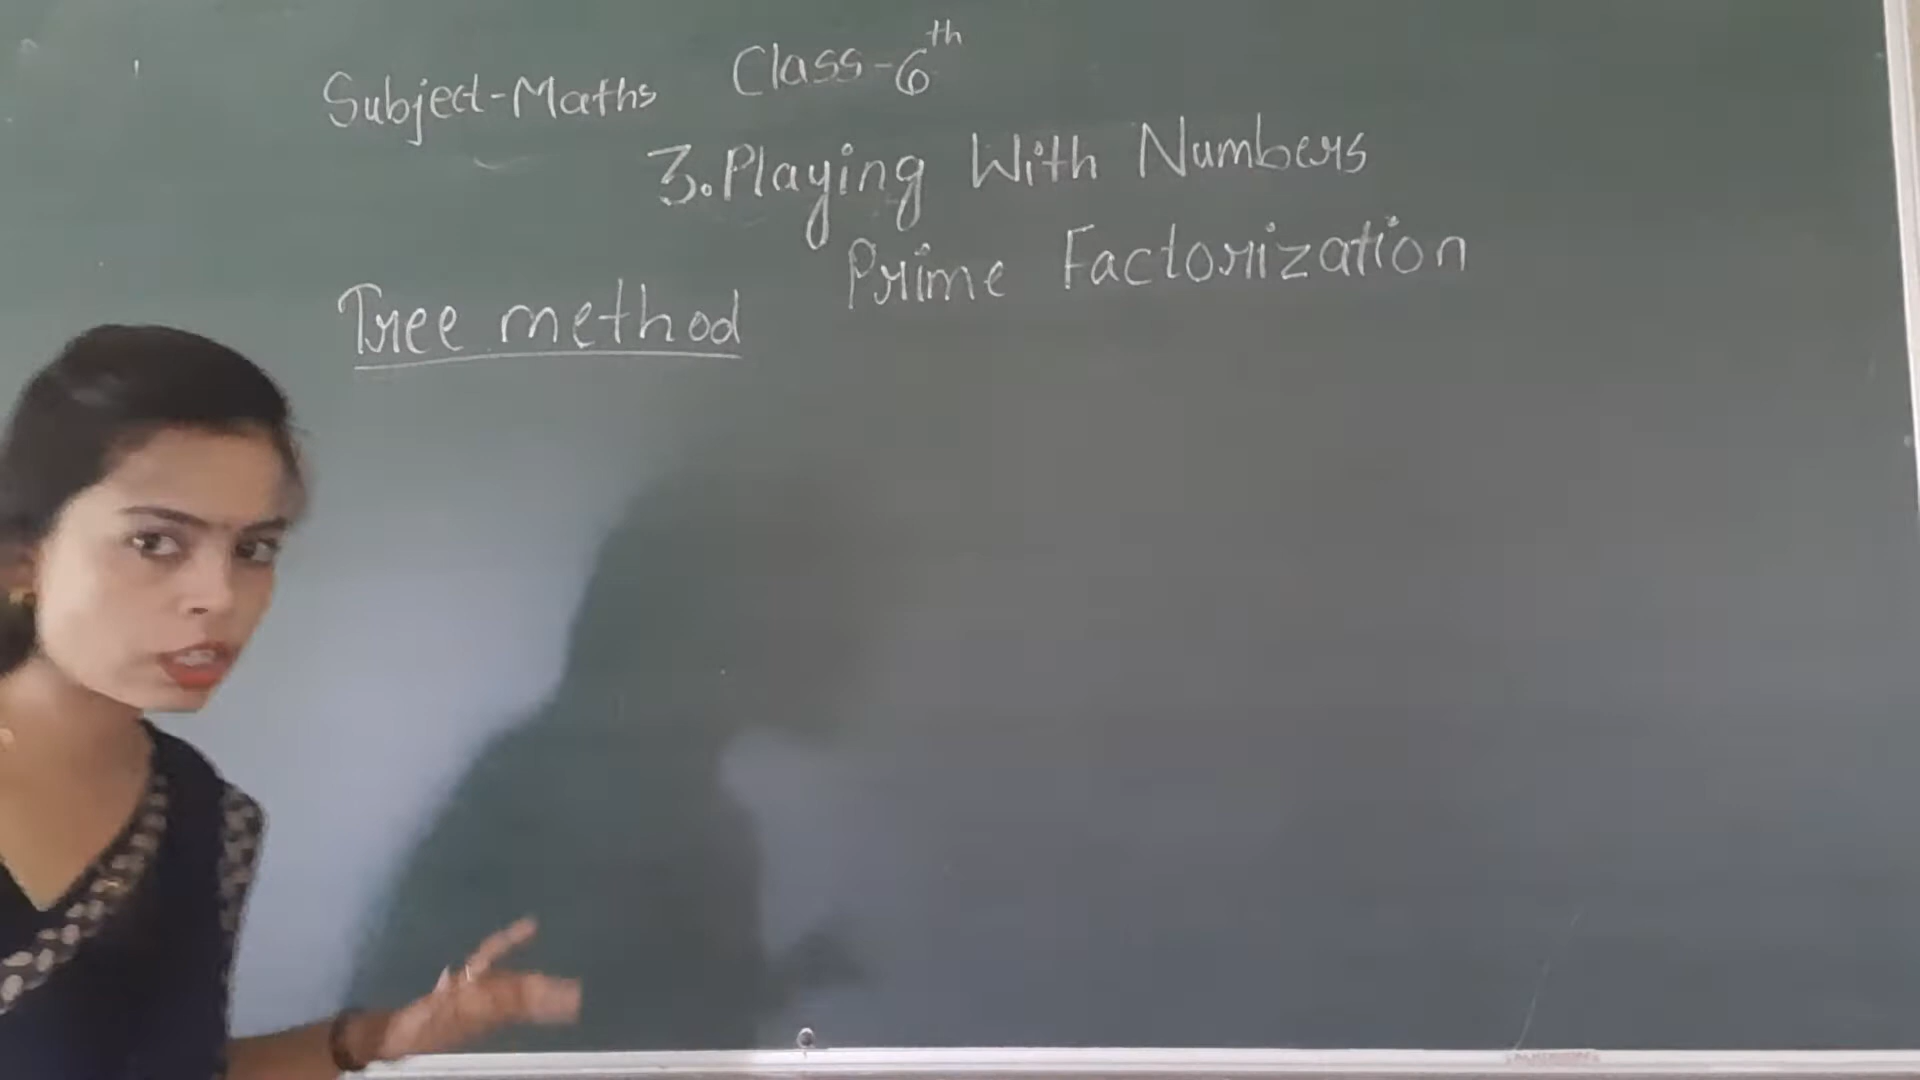 Subject-Maths Class-6th
3. Playing With Numbers
Prime Factorization
Tree method